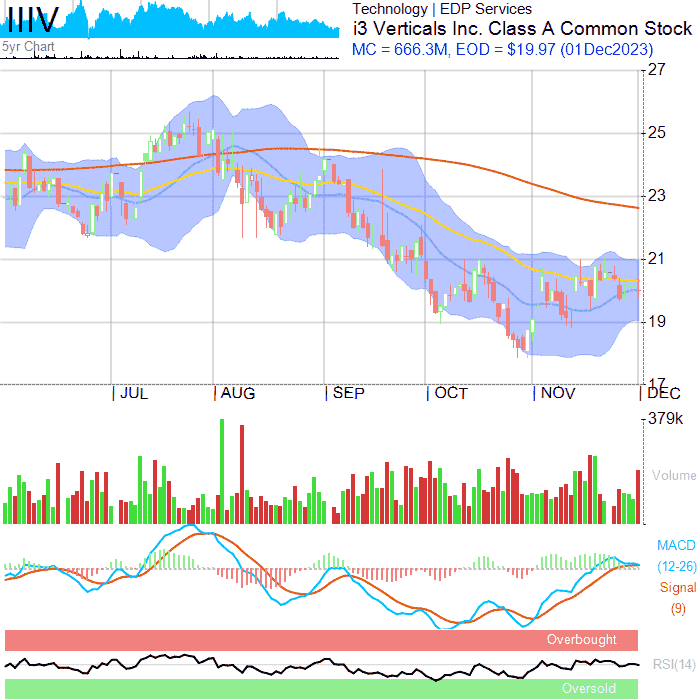 IIIV
5yr Chart
Technology | EDP Services
i3 Verticals Inc. Class A Common Stock
MC = 666.3M, EOD = $19.97 (01Dec2023)
27
25
23
21
19
17
JUL AUG SEP OCT NOV DEC
379k
Volume
MACD
(12-26)
Signal
(9)
Overbought
RSI(14)
Oversold